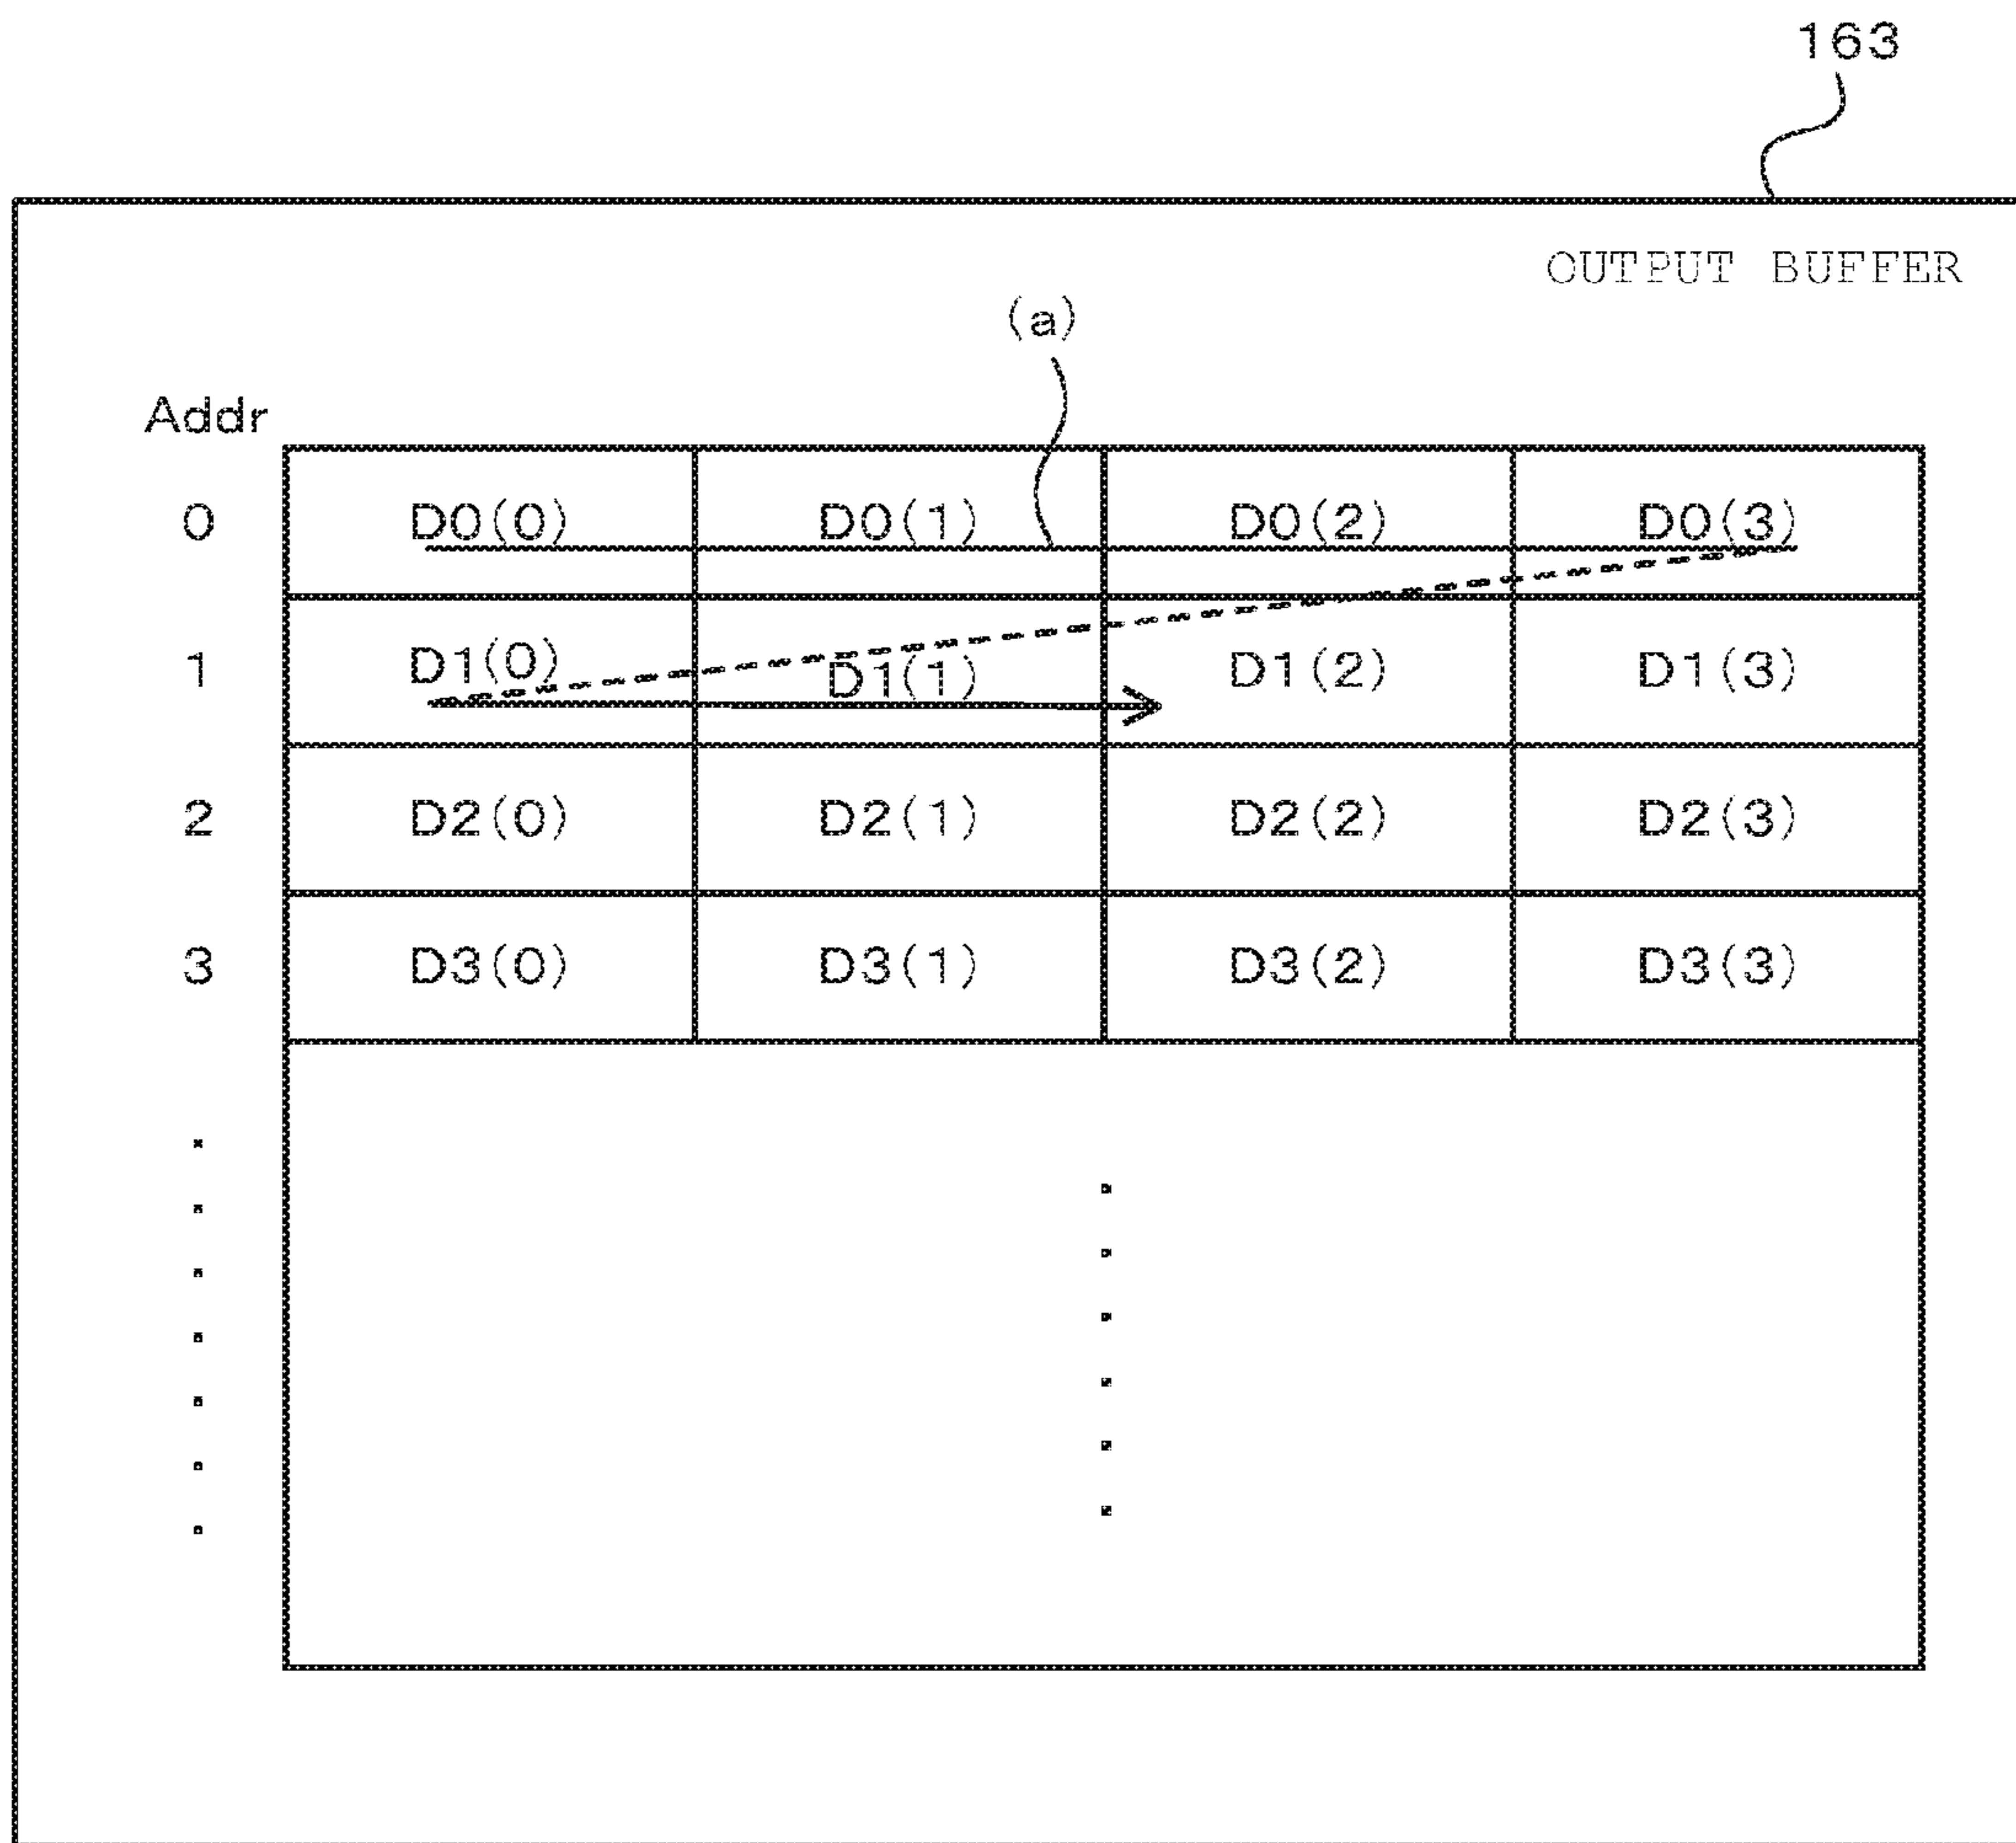 163
OUTPUT BUFFER
(a)
Addr
0 D0(0) D0(1) D0(2) D0(3)
1 D1(0) D1(1) D1(2) D1(3)
2 D2(0) D2(1) D2(2) D2(3)
3 D3(0) D3(1) D3(2) D3(3)